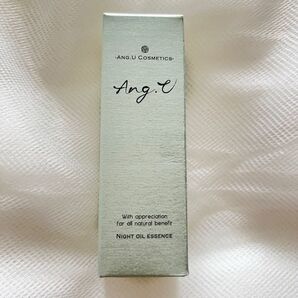 -ANG.U COSMETICS-
Ang.U
With appreciation
for all natural benefit
NIGHT OIL ESSENCE